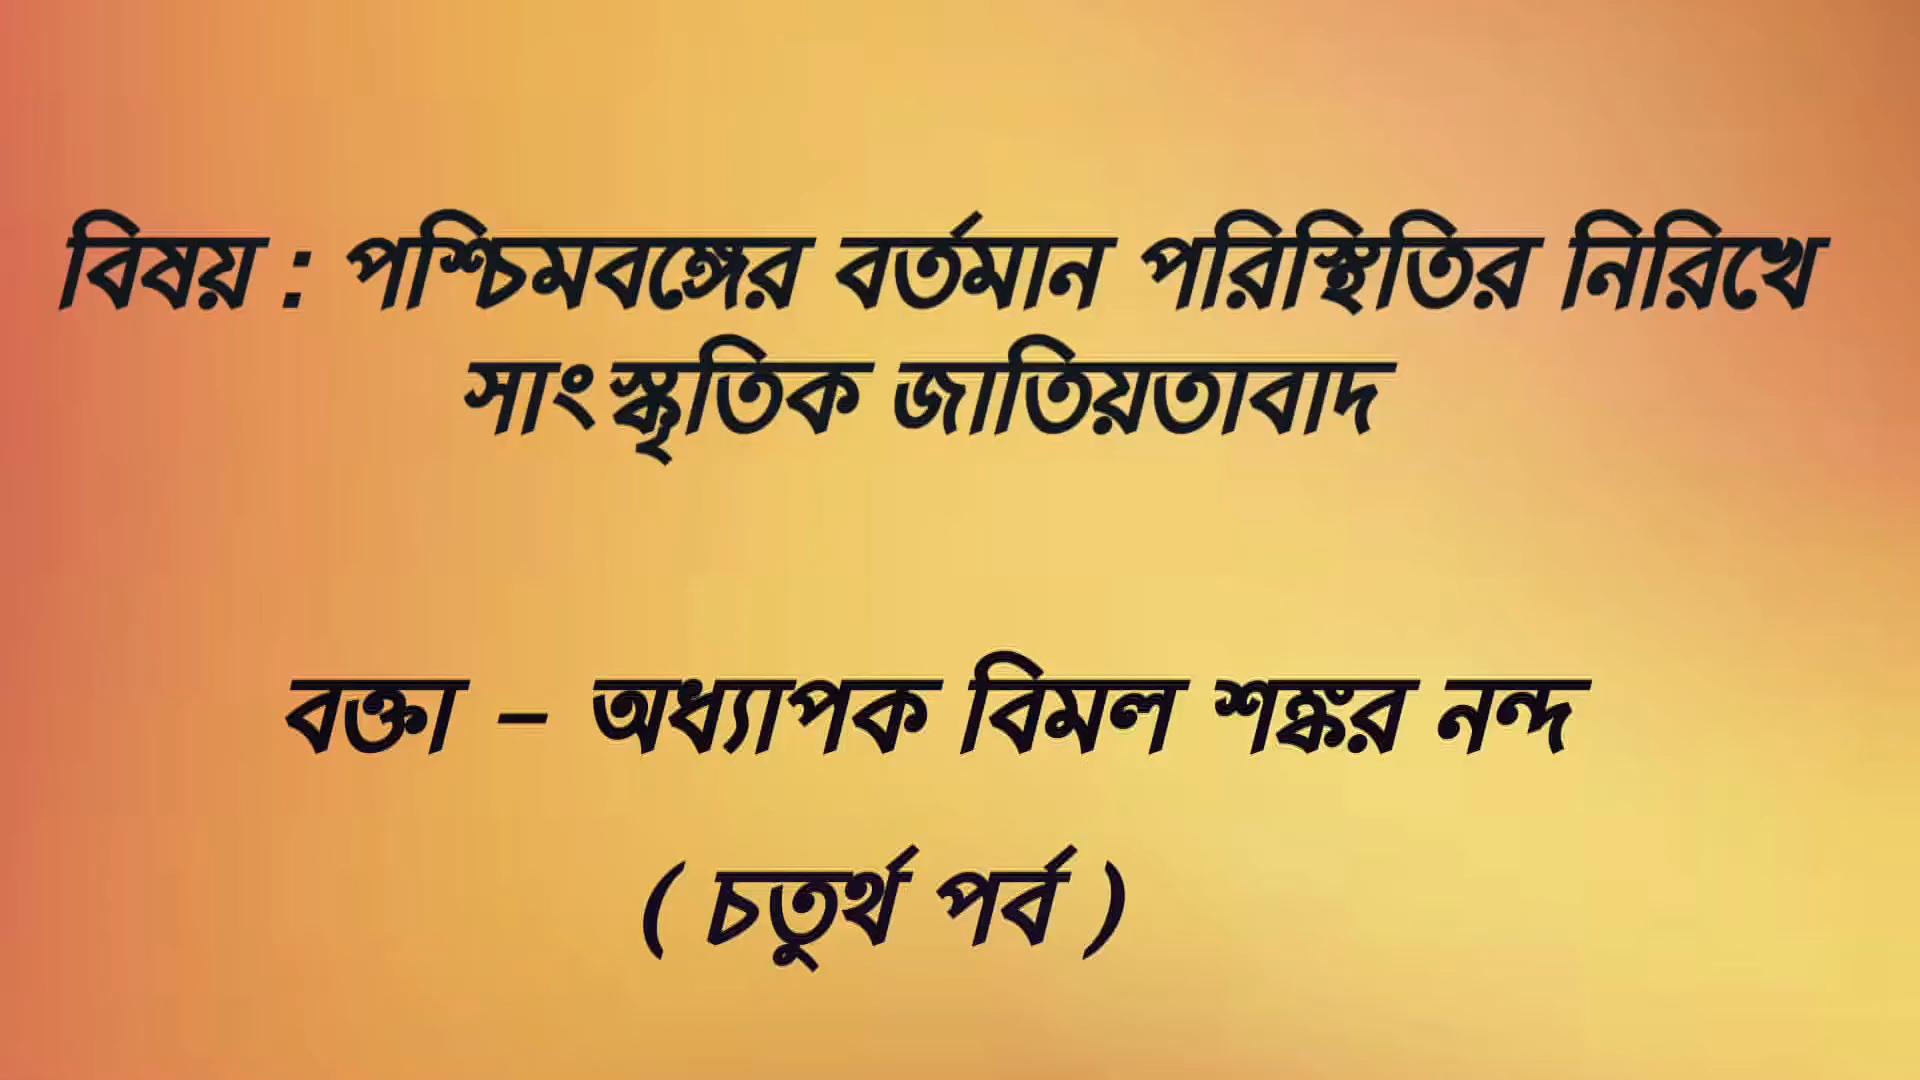 বিষয় : পশ্চিমবঙ্গের বর্তমান পরিস্থিতির নিরিখে
সাংস্কৃতিক জাতিয়তাবাদ
বক্তা – অধ্যাপক বিমল শঙ্কর নন্দ
( চতুর্থ পর্ব )